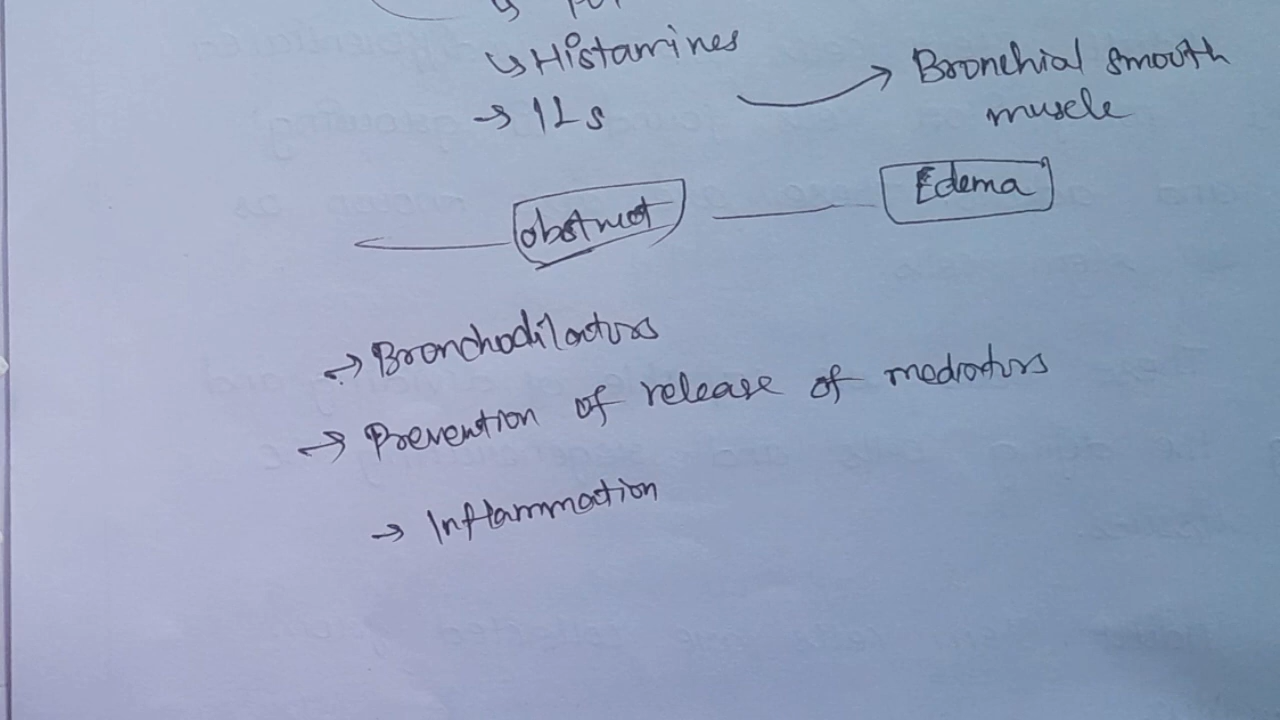 ↳ Histamines
→ ILs
→ Bronchial smooth
muscle
Edema
obstruct
→ Bronchodilators
→ Prevention of release of mediators
→ Inflammation